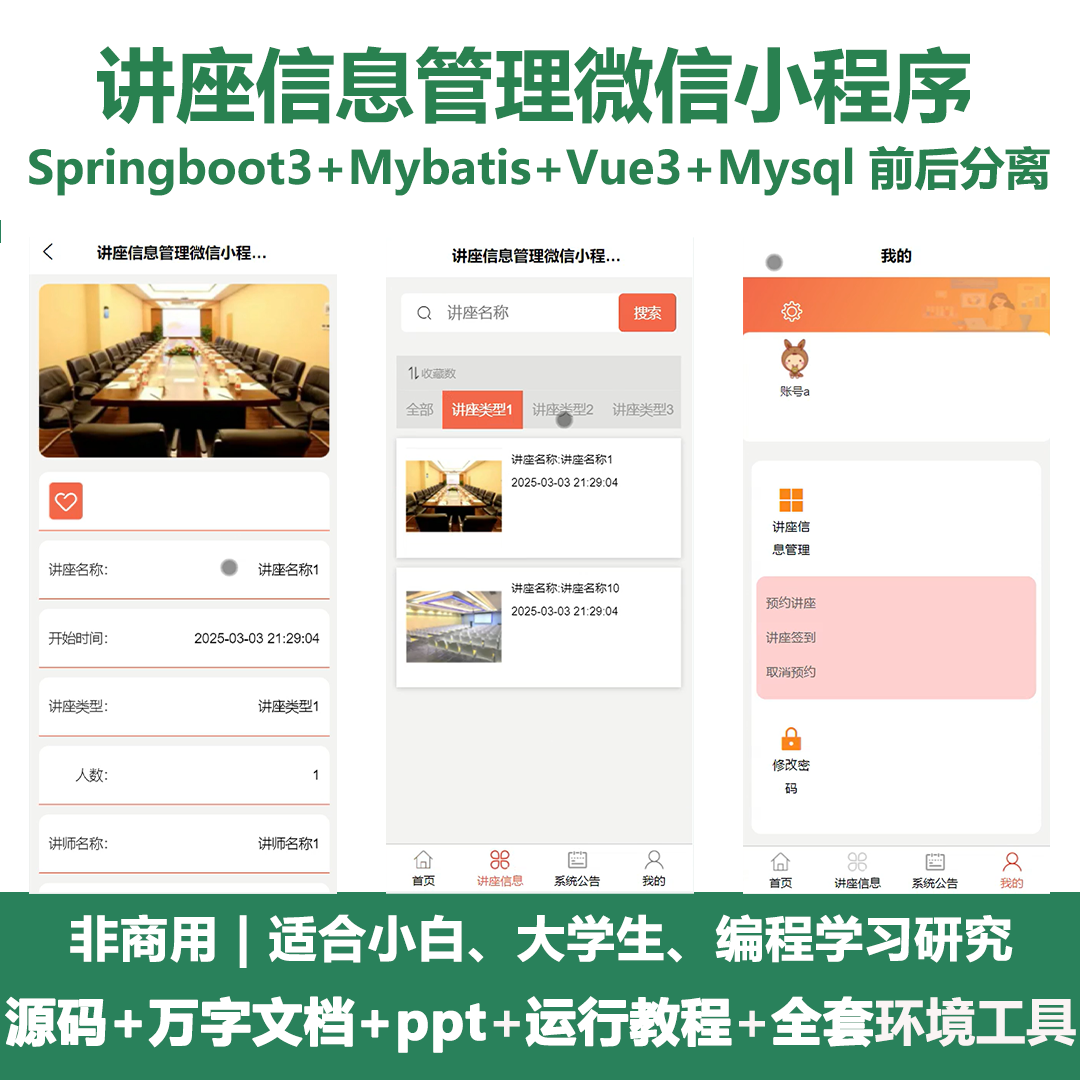 讲座信息管理微信小程序
Springboot3+Mybatis+Vue3+Mysql 前后分离
讲座信息管理微信小程...
讲座名称:
讲座名称1
开始时间:
2025-03-03 21:29:04
讲座类型:
讲座类型1
人数:
1
讲师名称:
讲师名称1
讲座信息管理微信小程...
讲座名称
搜索
收藏数
全部
讲座类型1
讲座类型2
讲座类型3
讲座名称:讲座名称1
2025-03-03 21:29:04
讲座名称:讲座名称10
2025-03-03 21:29:04
首页
讲座信息
系统公告
我的
我的
账号a
讲座信
息管理
预约讲座
讲座签到
取消预约
修改密
码
首页
讲座信息
系统公告
我的
非商用 | 适合小白、大学生、编程学习研究
源码+万字文档+ppt+运行教程+全套环境工具